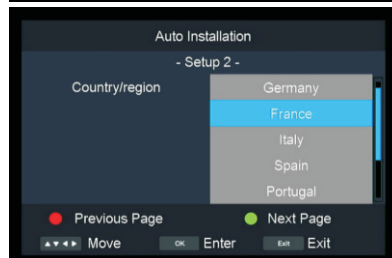 Auto Installation
- Setup 2 -
Country/region
Germany
France
Italy
Spain
Portugal
Previous Page
Next Page
▲▼◄► Move
OK Enter
Exit Exit